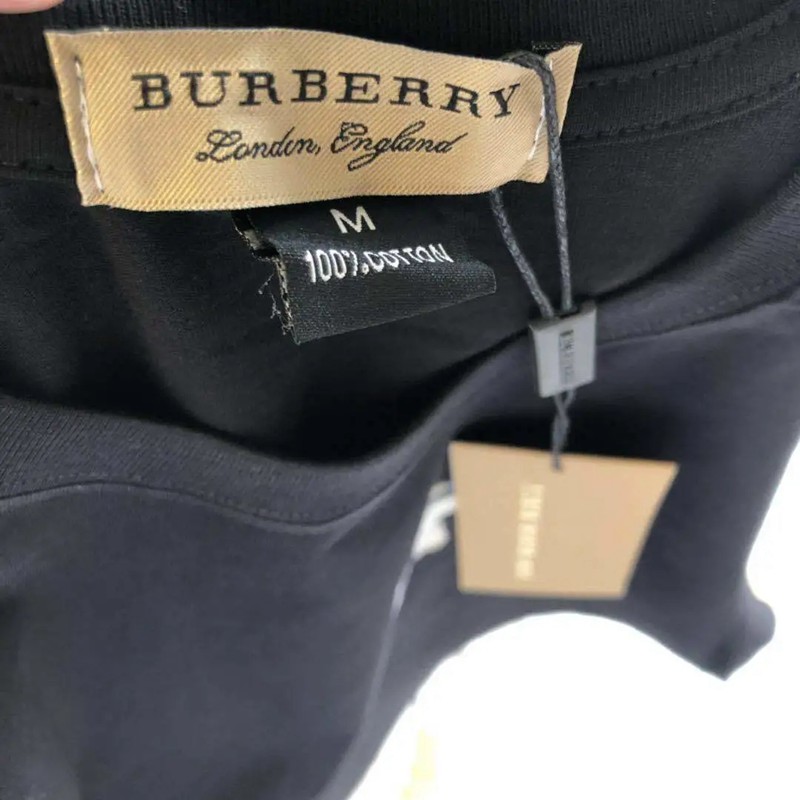 BURBERRY
London, England
M
100% COTTON